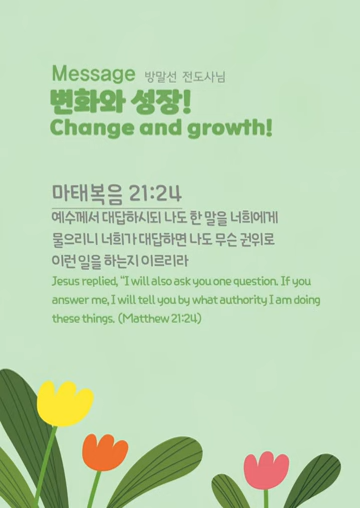 Message 방말선 전도사님
변화와 성장!
Change and growth!
마태복음 21:24
예수께서 대답하시되 나도 한 말을 너희에게
물으리니 너희가 대답하면 나도 무슨 권위로
이런 일을 하는지 이르리라
Jesus replied, "I will also ask you one question. If you
answer me, I will tell you by what authority I am doing
these things. (Matthew 21:24)